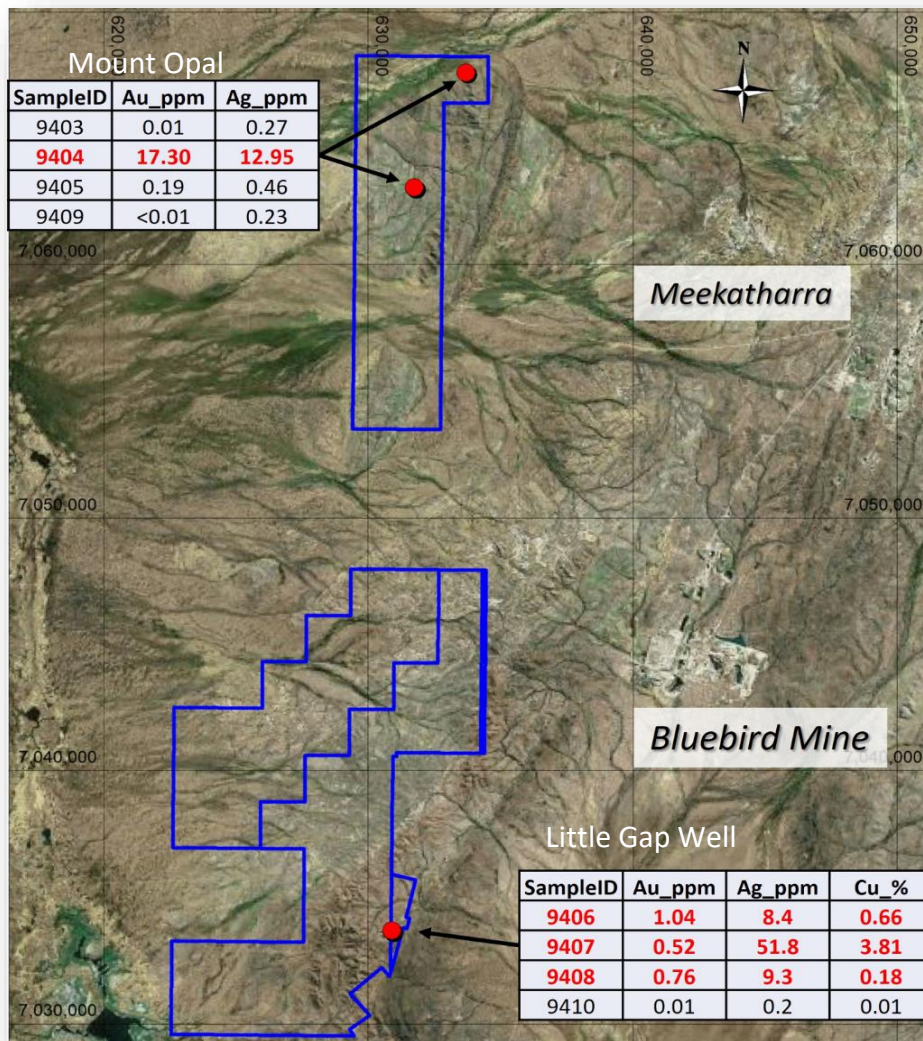 620,000
630,000
640,000
650,000
N
Mount Opal
SampleID Au_ppm Ag_ppm
9403 0.01 0.27
9404 17.30 12.95
9405 0.19 0.46
9409 <0.01 0.23
7,060,000
7,060,000
Meekatharra
7,050,000
7,050,000
Bluebird Mine
7,040,000
7,040,000
Little Gap Well
SampleID Au_ppm Ag_ppm Cu_%
9406 1.04 8.4 0.66
9407 0.52 51.8 3.81
9408 0.76 9.3 0.18
9410 0.01 0.2 0.01
7,030,000